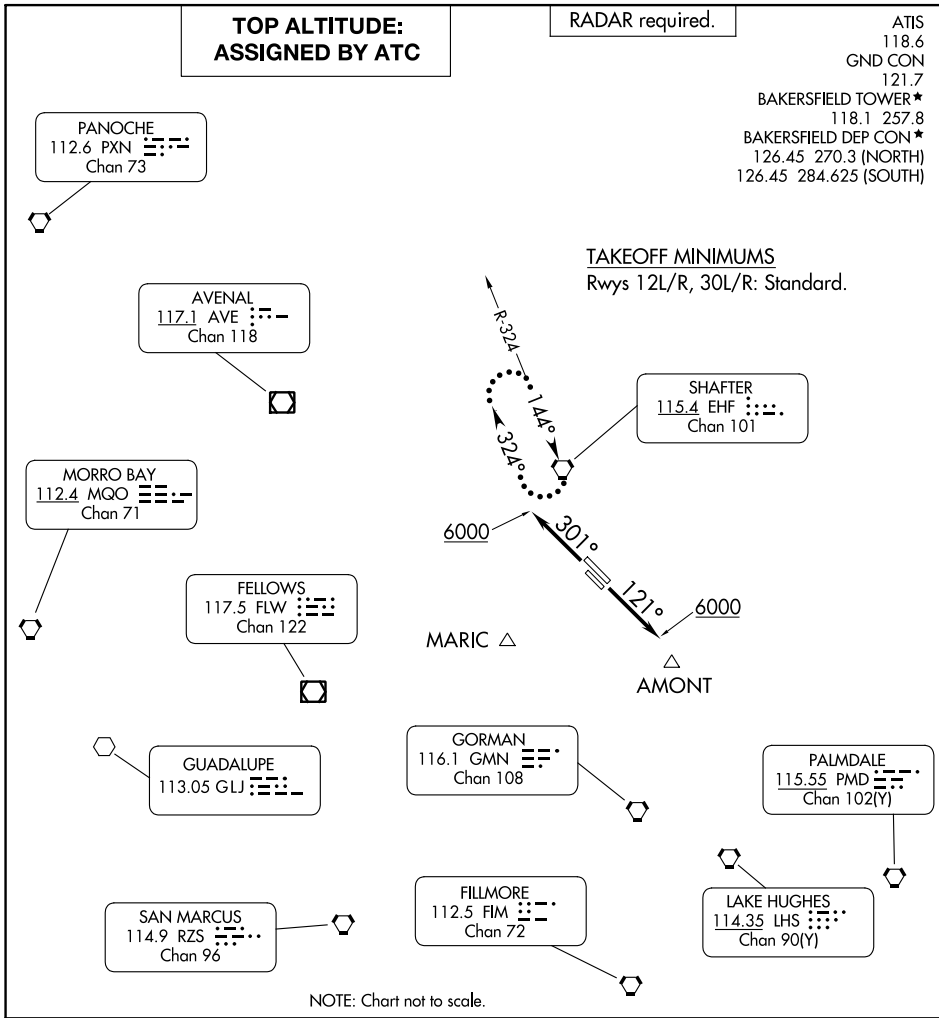 TOP ALTITUDE:
ASSIGNED BY ATC
RADAR required.
ATIS
118.6
GND CON
121.7
BAKERSFIELD TOWER★
118.1 257.8
BAKERSFIELD DEP CON★
126.45 270.3 (NORTH)
126.45 284.625 (SOUTH)
PANOCHE
112.6 PXN
Chan 73
TAKEOFF MINIMUMS
Rwys 12L/R, 30L/R: Standard.
AVENAL
117.1 AVE
Chan 118
R-324
144°
324°
SHAFTER
115.4 EHF
Chan 101
MORRO BAY
112.4 MQO
Chan 71
6000
301°
121°
6000
FELLOWS
117.5 FLW
Chan 122
MARIC
AMONT
GUADALUPE
113.05 GLJ
GORMAN
116.1 GMN
Chan 108
PALMDALE
115.55 PMD
Chan 102(Y)
SAN MARCUS
114.9 RZS
Chan 96
FILLMORE
112.5 FIM
Chan 72
LAKE HUGHES
114.35 LHS
Chan 90(Y)
NOTE: Chart not to scale.